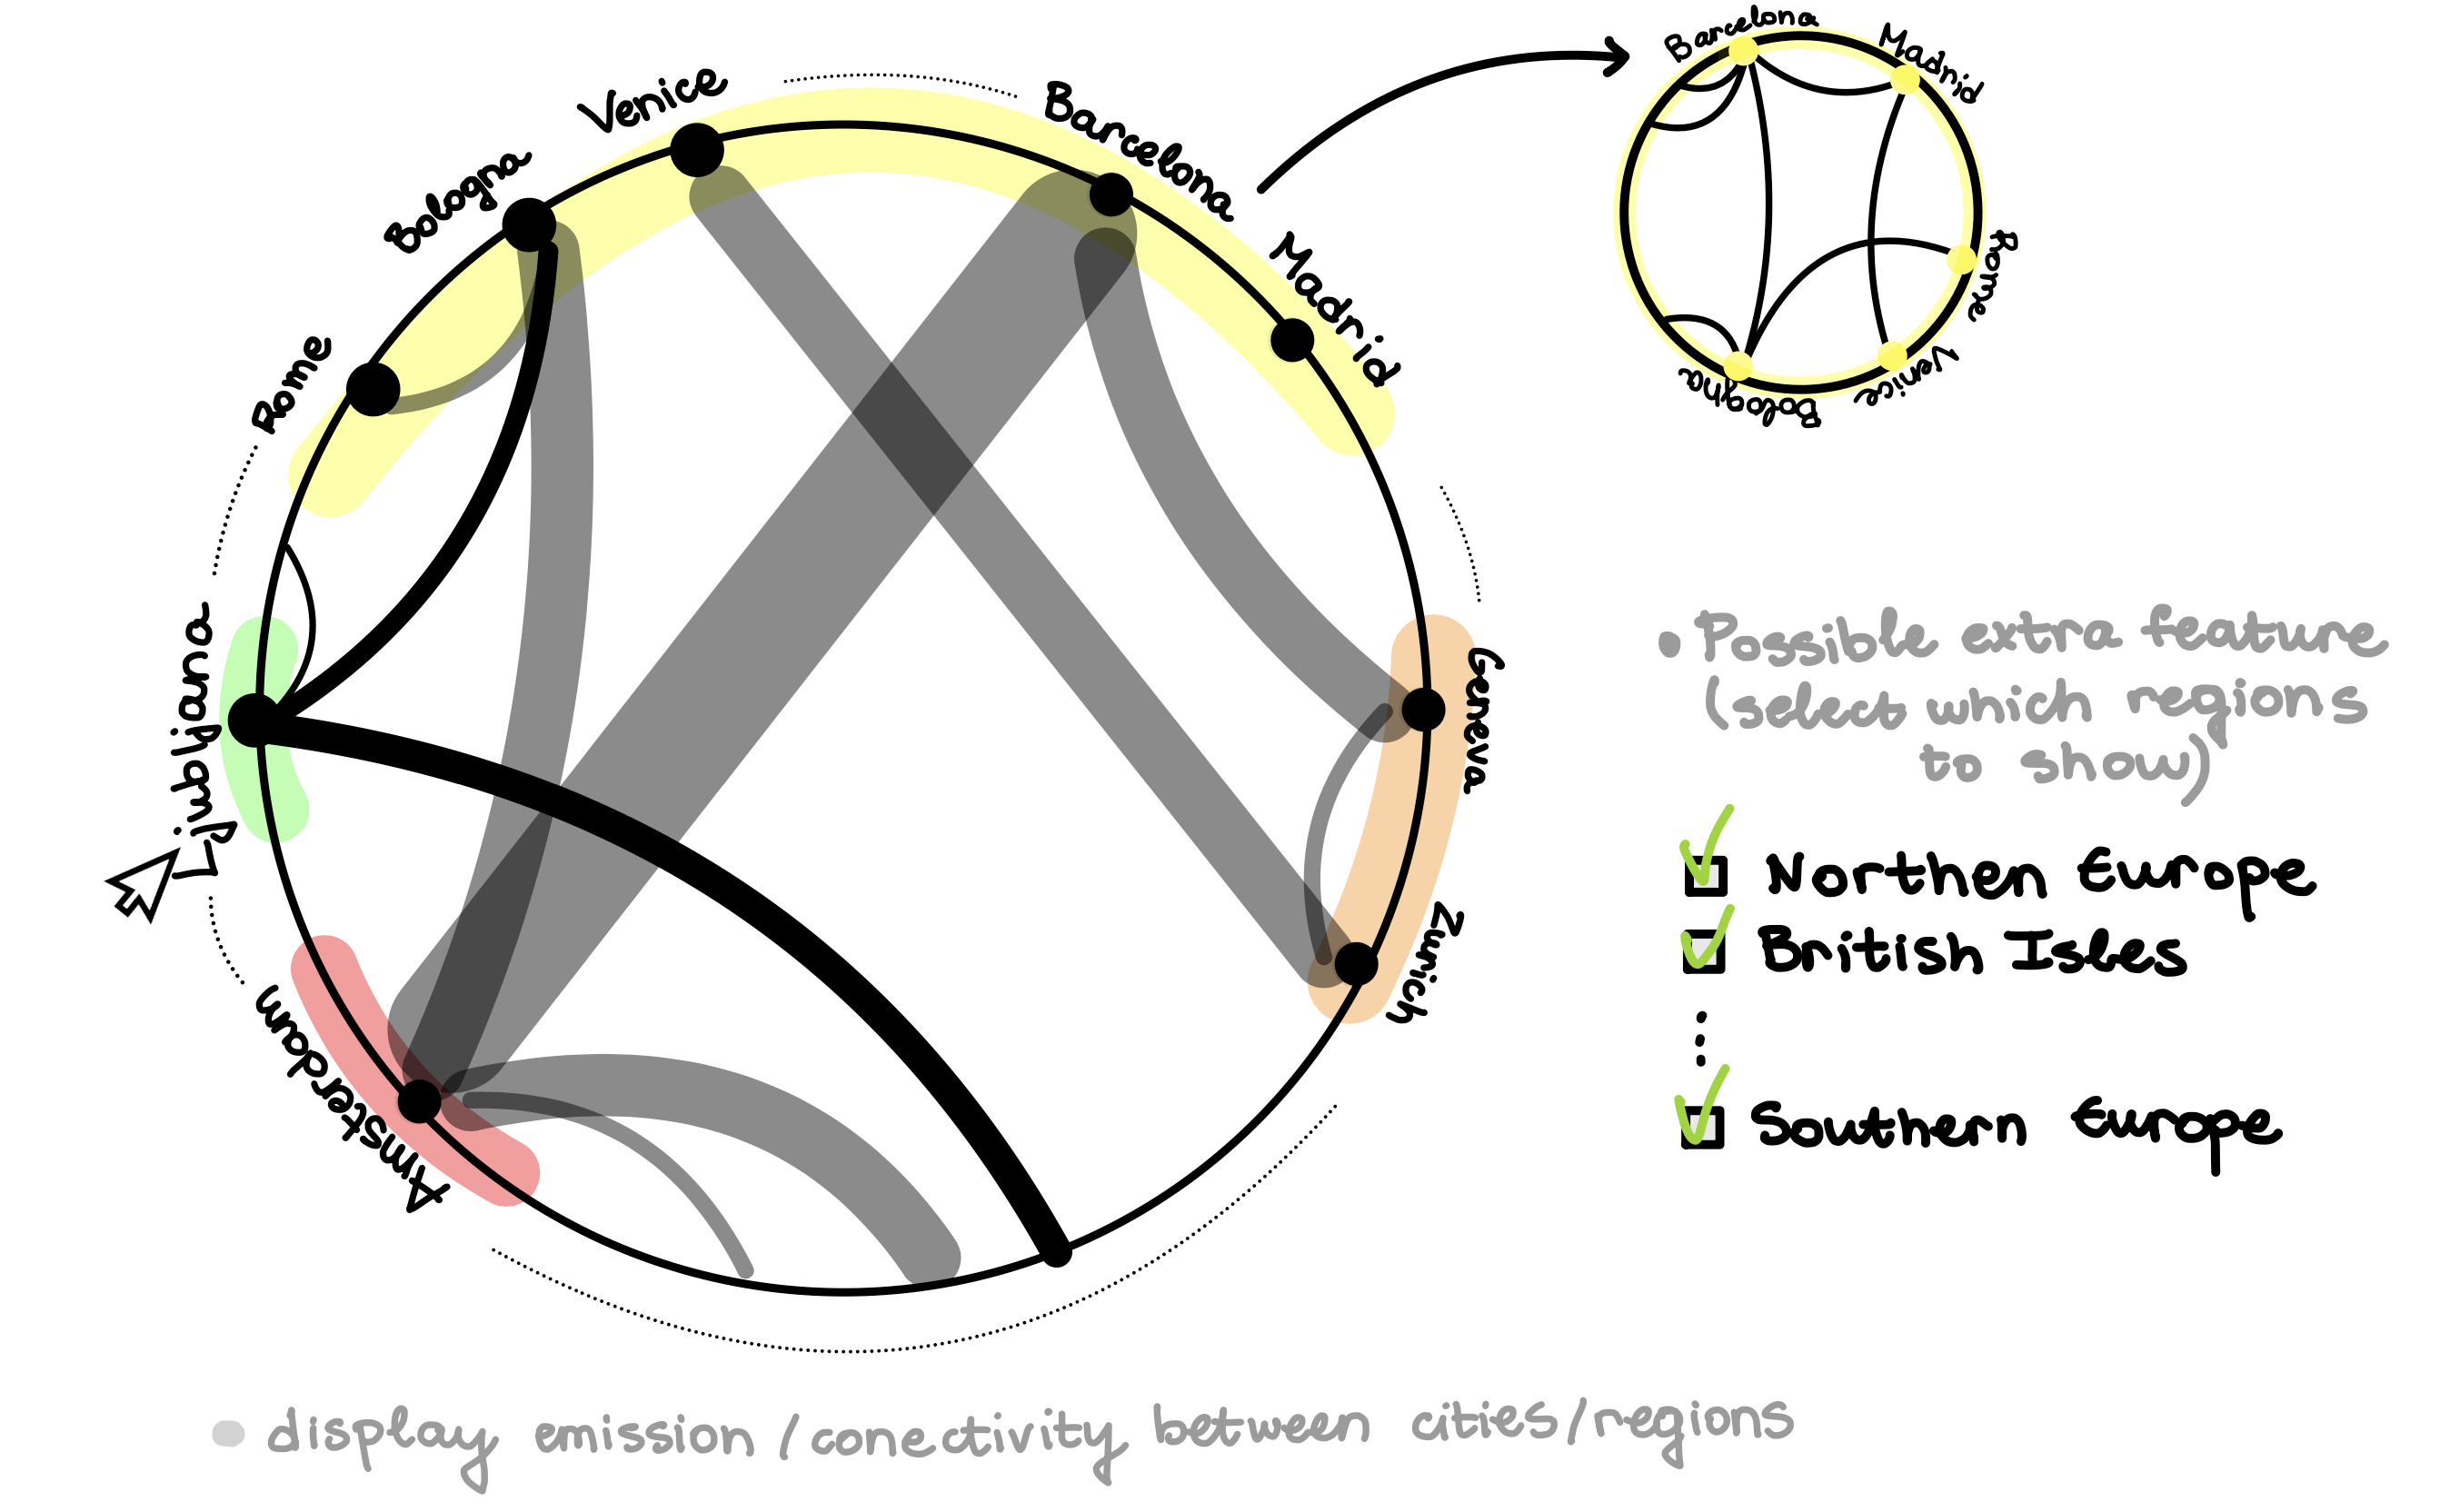 Barcelona
Madrid
Rome
Venice
Bologna
Venice
Bologna
Barcelona
Madrid
Rome
Ljubljana
Geneva
Zurich
Amsterdam
• Possible extra feature
(select which regions
to show)
Northern Europe
British Isles
Southern Europe
• display emission/conectivity between cities/regions